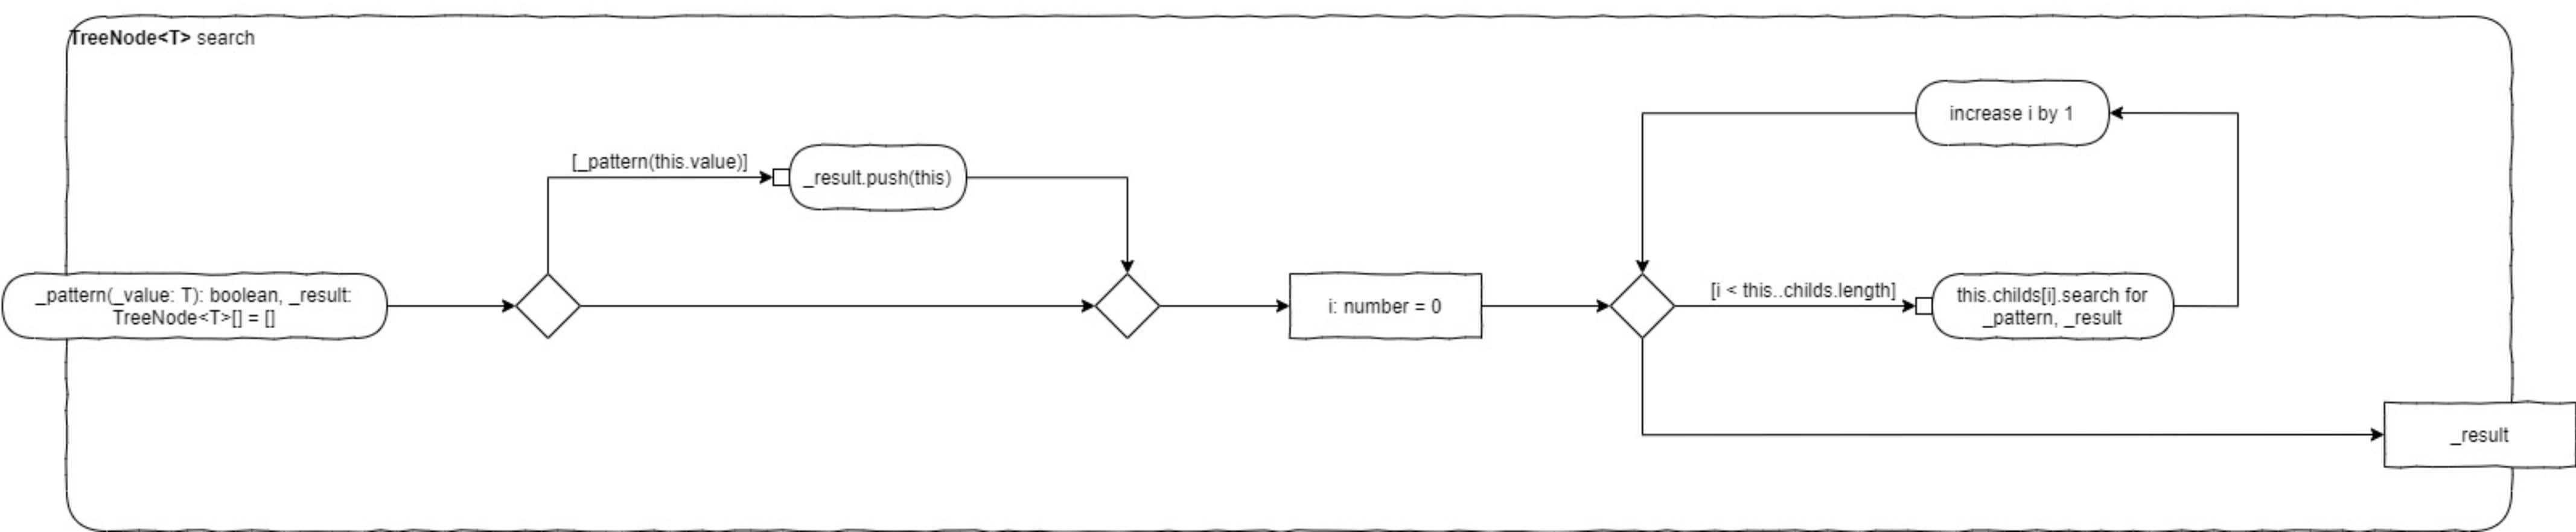 TreeNode<T> search
increase i by 1
[_pattern(this.value)]
_result.push(this)
_pattern(_value: T): boolean, _result:
TreeNode<T>[] = []
i: number = 0
[i < this..childs.length]
this.childs[i].search for
_pattern, _result
_result